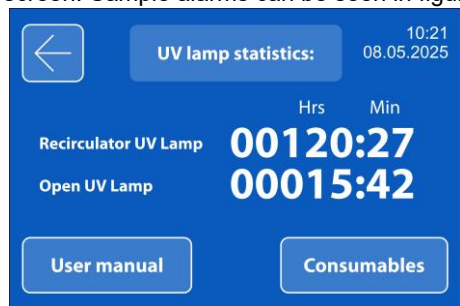 screen. Sample alarms can be seen in figu
UV lamp statistics:
10:21
08.05.2025
Hrs Min
Recirculator UV Lamp 00120:27
Open UV Lamp 00015:42
User manual Consumables